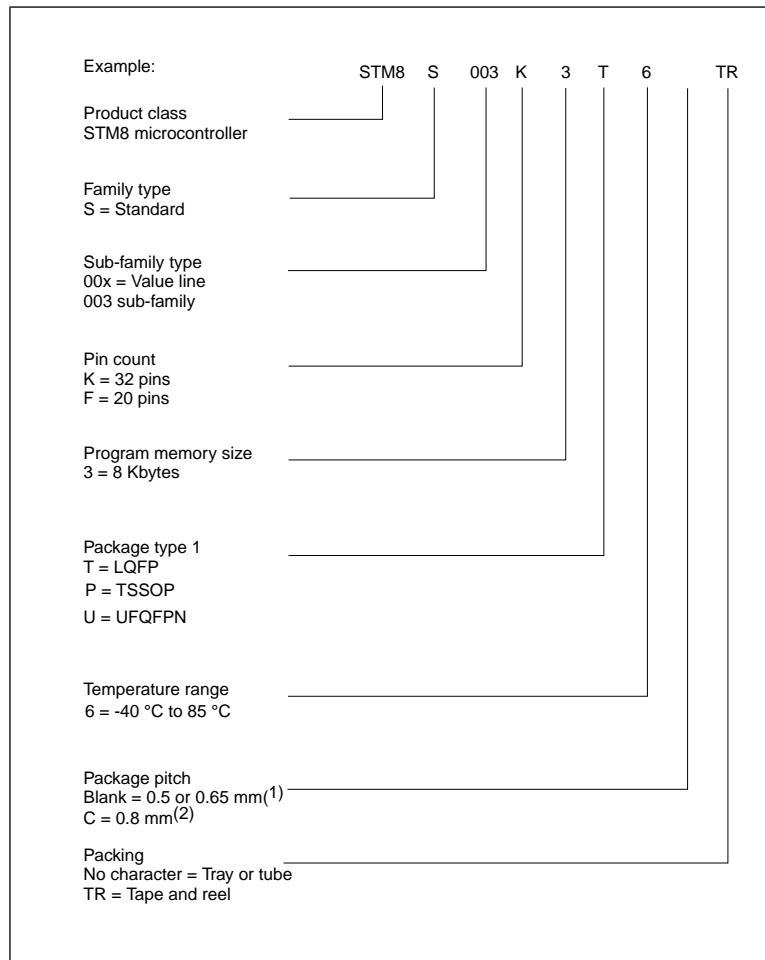 Example: STM8 S 003 K 3 T 6 TR
Product class
STM8 microcontroller
Family type
S = Standard
Sub-family type
00x = Value line
003 sub-family
Pin count
K = 32 pins
F = 20 pins
Program memory size
3 = 8 Kbytes
Package type 1
T = LQFP
P = TSSOP
U = UFQFPN
Temperature range
6 = -40 °C to 85 °C
Package pitch
Blank = 0.5 or 0.65 mm(1)
C = 0.8 mm(2)
Packing
No character = Tray or tube
TR = Tape and reel